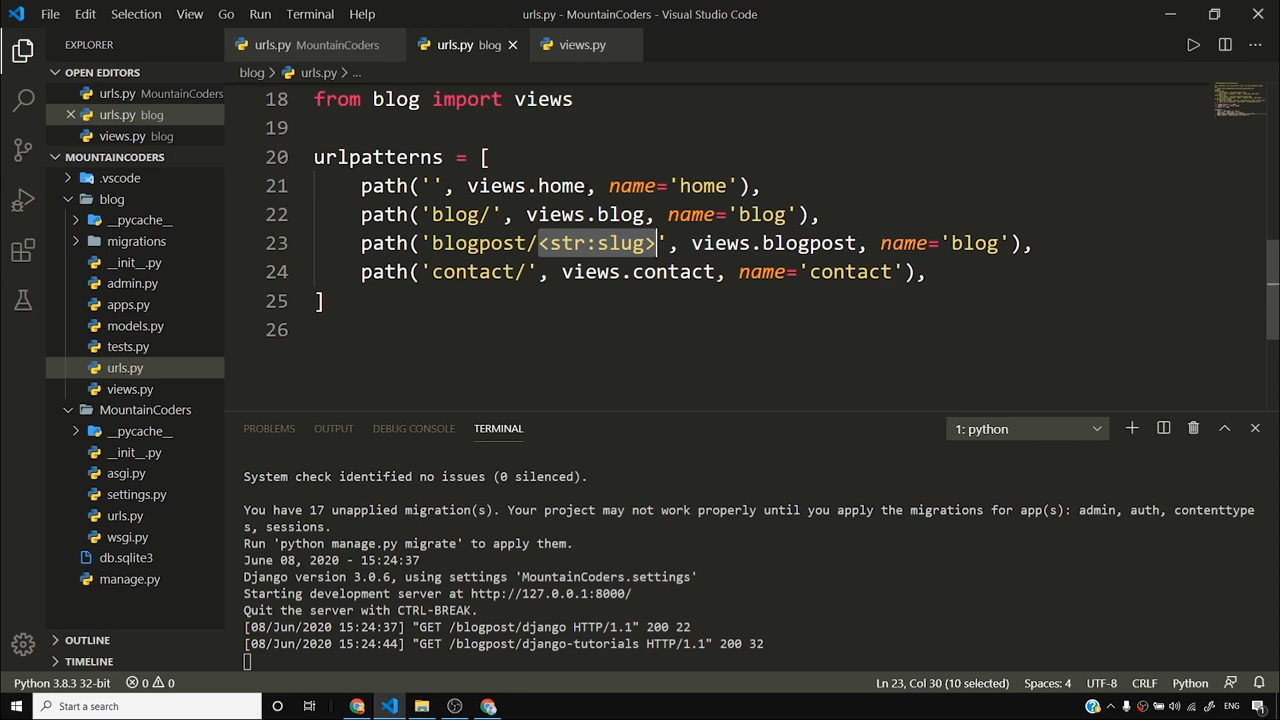 File Edit Selection View Go Run Terminal Help
urls.py - MountainCoders - Visual Studio Code
EXPLORER
OPEN EDITORS
urls.py MountainCoders
urls.py blog
views.py blog
MOUNTAINCODERS
.vscode
blog
__pycache__
migrations
__init__.py
admin.py
apps.py
models.py
tests.py
urls.py
views.py
MountainCoders
__pycache__
__init__.py
asgi.py
settings.py
urls.py
wsgi.py
db.sqlite3
manage.py
OUTLINE
TIMELINE
urls.py MountainCoders
urls.py blog
views.py
blog > urls.py > ...
18 from blog import views
19
20 urlpatterns = [
21 path('', views.home, name='home'),
22 path('blog/', views.blog, name='blog'),
23 path('blogpost/<str:slug>', views.blogpost, name='blog'),
24 path('contact/', views.contact, name='contact'),
25 ]
26
PROBLEMS OUTPUT DEBUG CONSOLE TERMINAL
1: python
System check identified no issues (0 silenced).
You have 17 unapplied migration(s). Your project may not work properly until you apply the migrations for app(s): admin, auth, contenttype
s, sessions.
Run 'python manage.py migrate' to apply them.
June 08, 2020 - 15:24:37
Django version 3.0.6, using settings 'MountainCoders.settings'
Starting development server at http://127.0.0.1:8000/
Quit the server with CTRL-BREAK.
[08/Jun/2020 15:24:37] "GET /blogpost/django HTTP/1.1" 200 22
[08/Jun/2020 15:24:44] "GET /blogpost/django-tutorials HTTP/1.1" 200 32
Python 3.8.3 32-bit 0 0
Ln 23, Col 30 (10 selected) Spaces: 4 UTF-8 CRLF Python
Start a search
ENG